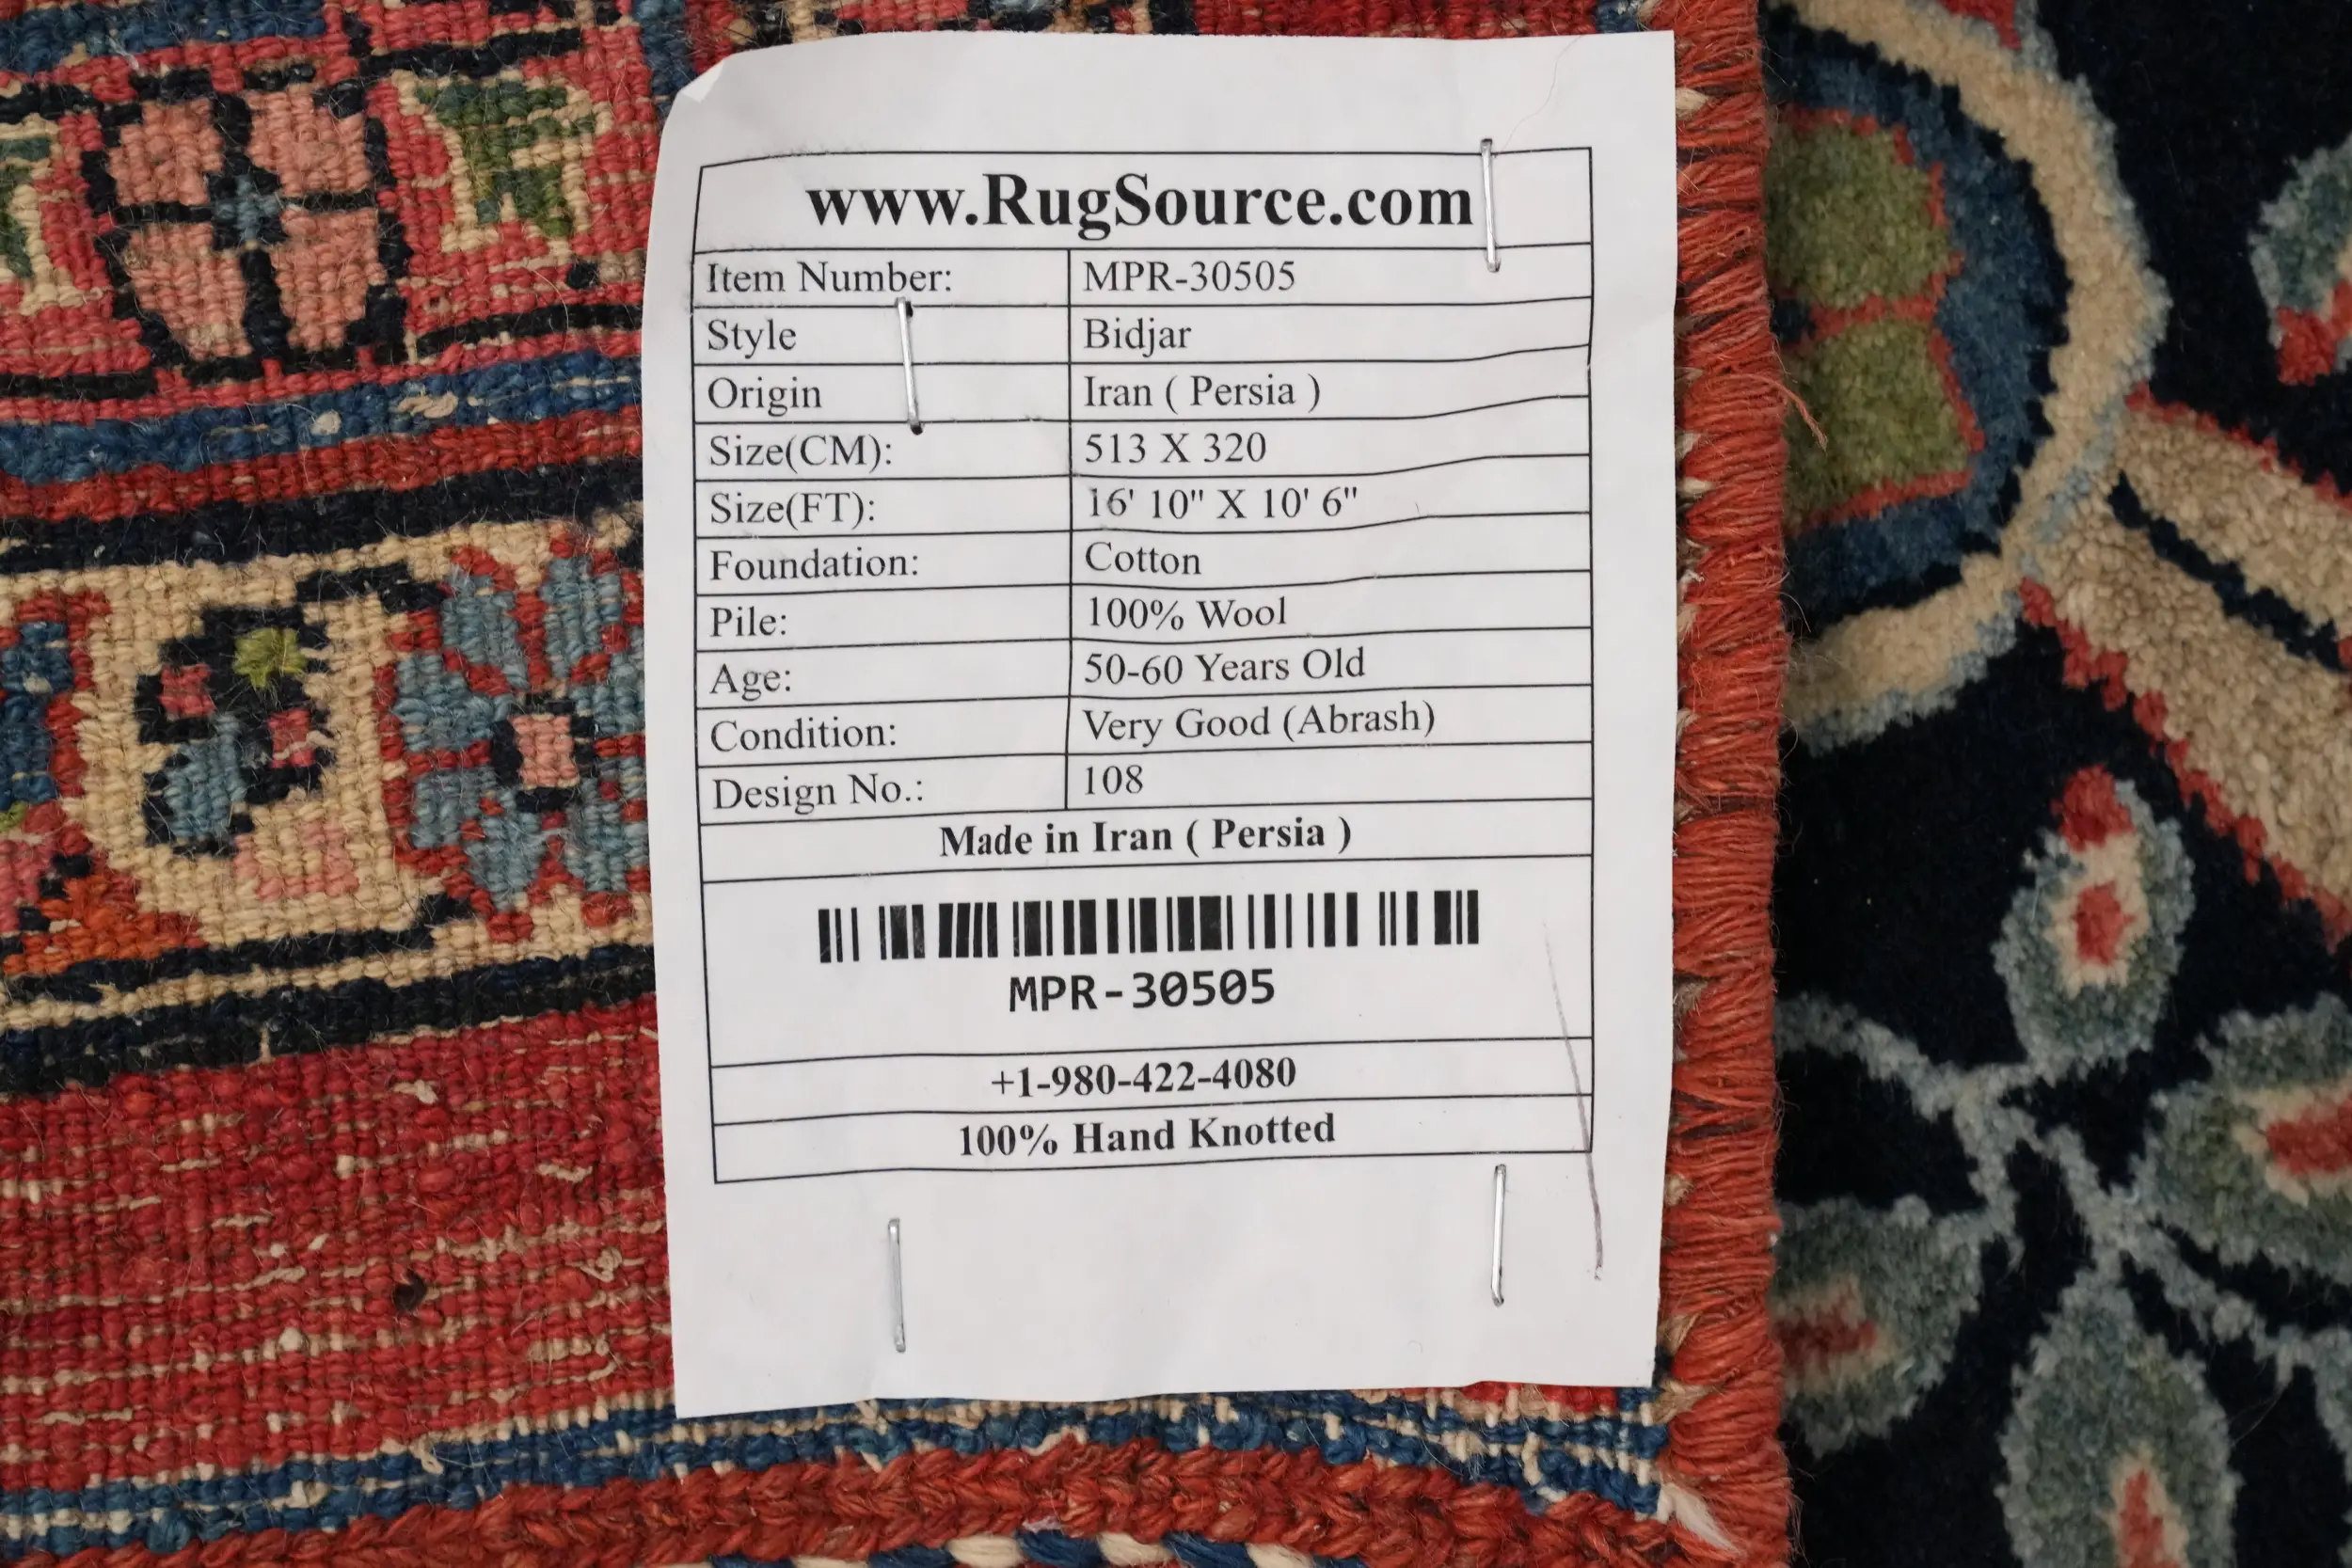 www.RugSource.com
Item Number: MPR-30505
Style Bidjar
Origin Iran ( Persia )
Size(CM): 513 X 320
Size(FT): 16' 10" X 10' 6"
Foundation: Cotton
Pile: 100% Wool
Age: 50-60 Years Old
Condition: Very Good (Abrash)
Design No.: 108
Made in Iran ( Persia )
MPR-30505
+1-980-422-4080
100% Hand Knotted